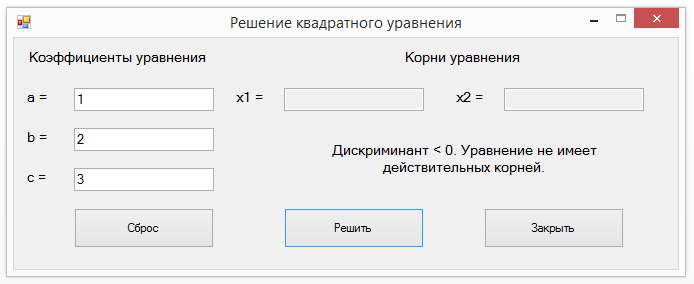 Решение квадратного уравнения
Коэффициенты уравнения
Корни уравнения
a =
1
x1 =
x2 =
b =
2
Дискриминант < 0. Уравнение не имеет
действительных корней.
c =
3
Сброс
Решить
Закрыть